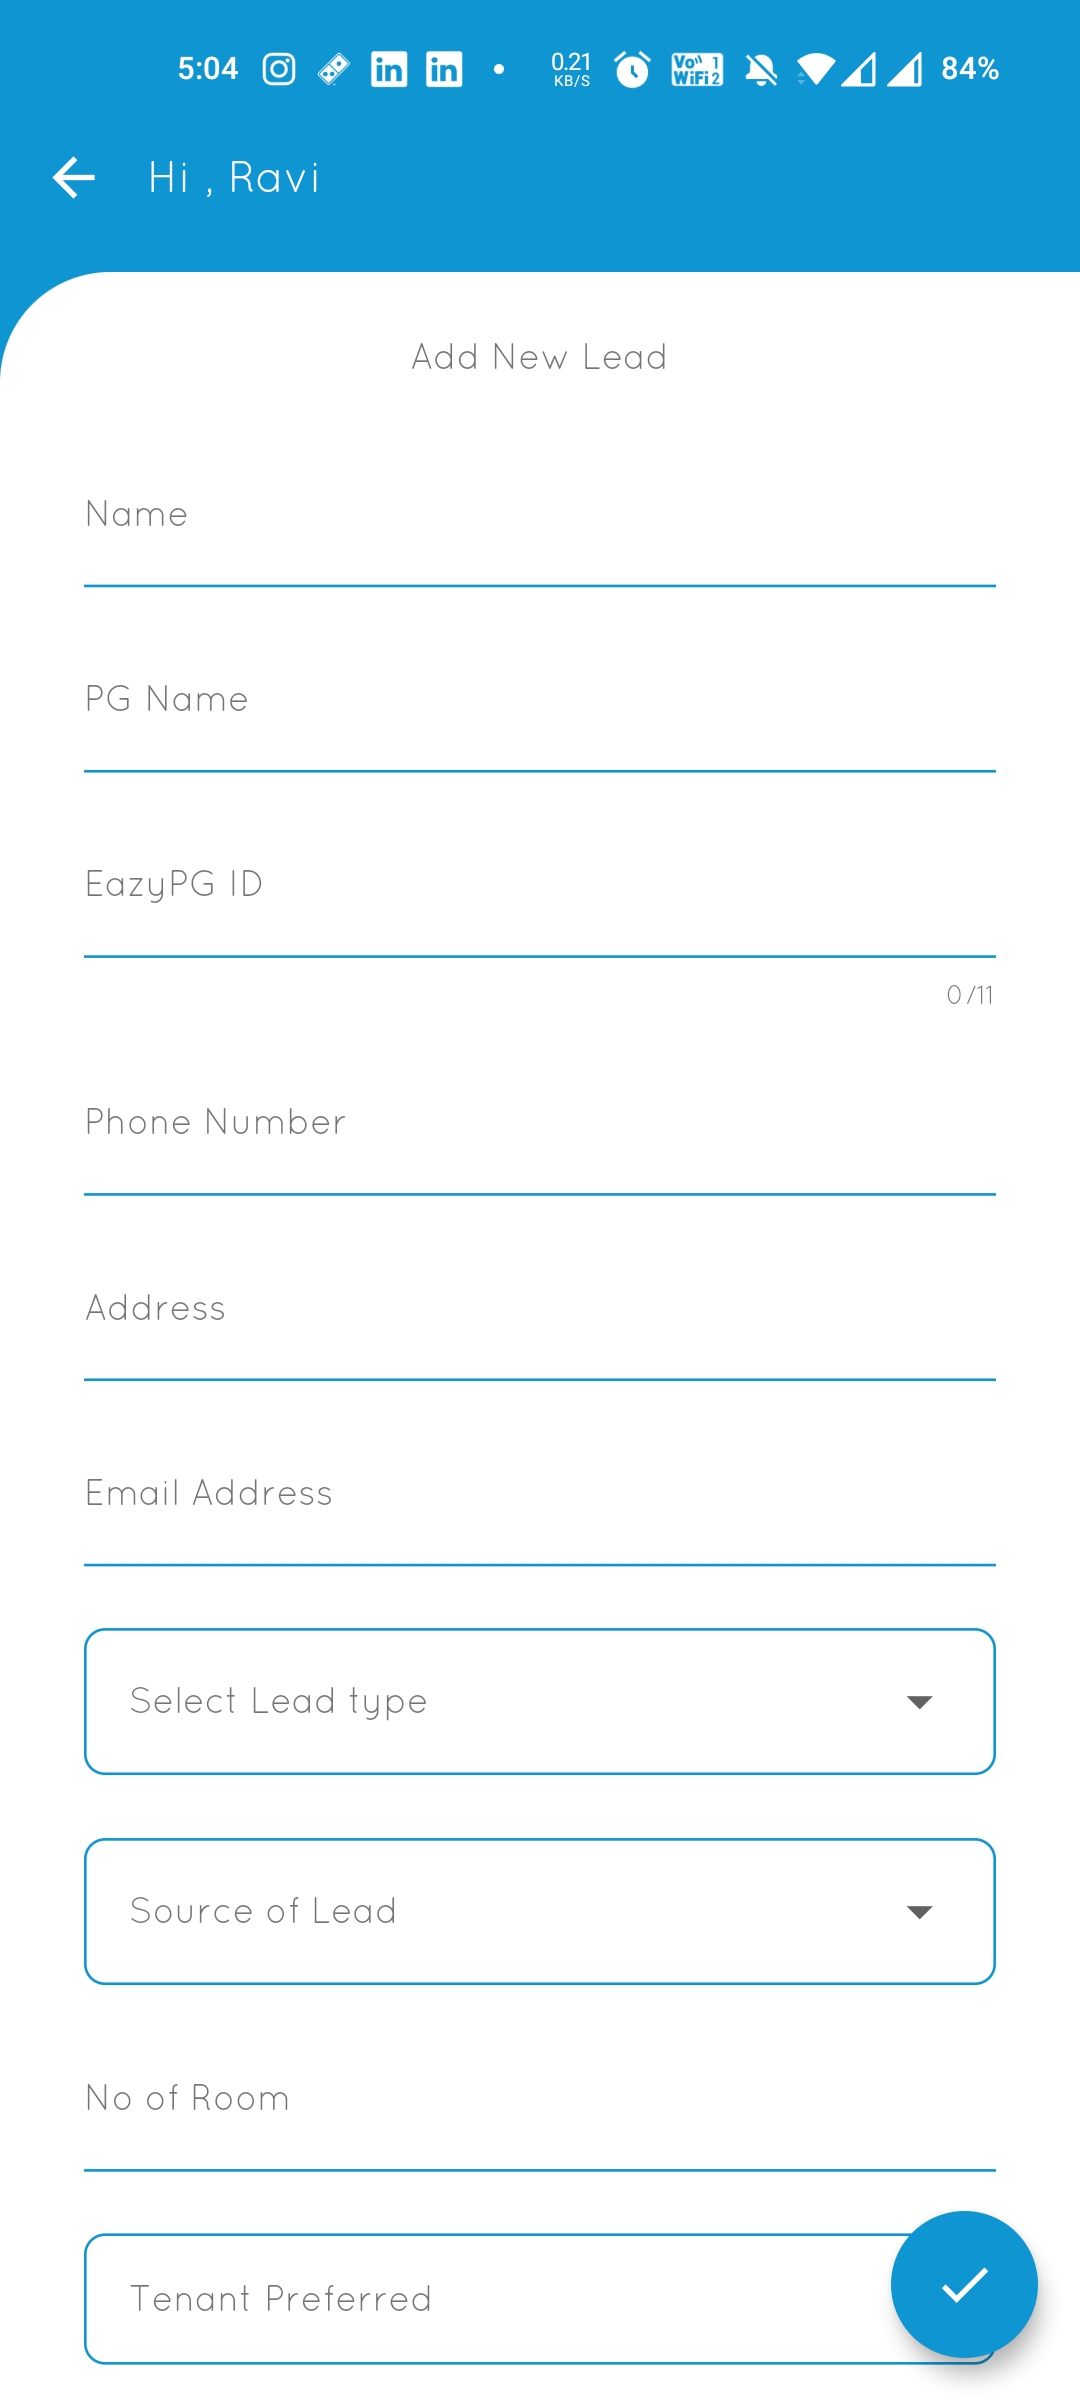 5:04 in in 0.21 KB/S Vo 1 WiFi 2 84%
Hi , Ravi
Add New Lead
Name
PG Name
EazyPG ID
0/11
Phone Number
Address
Email Address
Select Lead type
Source of Lead
No of Room
Tenant Preferred